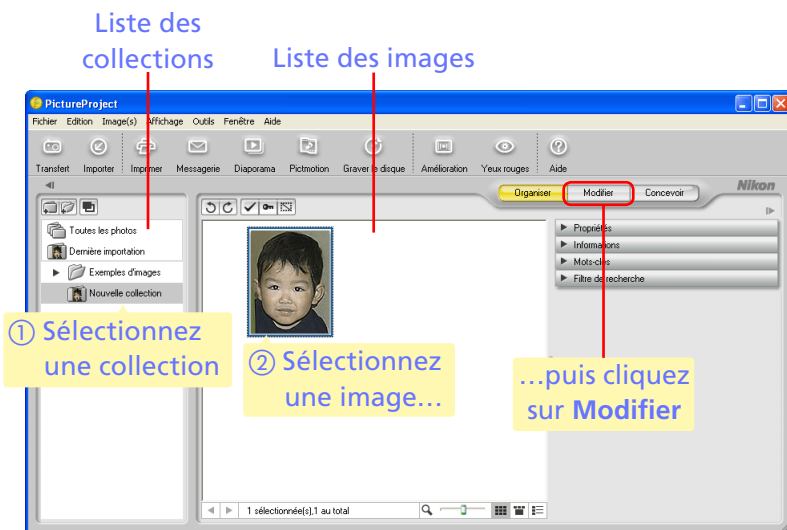 Liste des
collections
Liste des images
PictureProject
Fichier Edition Image(s) Affichage Outils Fenêtre Aide
Transfert Importer Imprimer Messagerie Diaporama Pictmotion Graver le disque Amélioration Yeux rouges Aide
Organiser Modifier Concevoir Nikon
Toutes les photos
Dernière importation
Exemples d'images
Nouvelle collection
Propriétés
Informations
Mots-clés
Filtre de recherche
① Sélectionnez
une collection
② Sélectionnez
une image...
...puis cliquez
sur Modifier
1 sélectionnée(s),1 au total